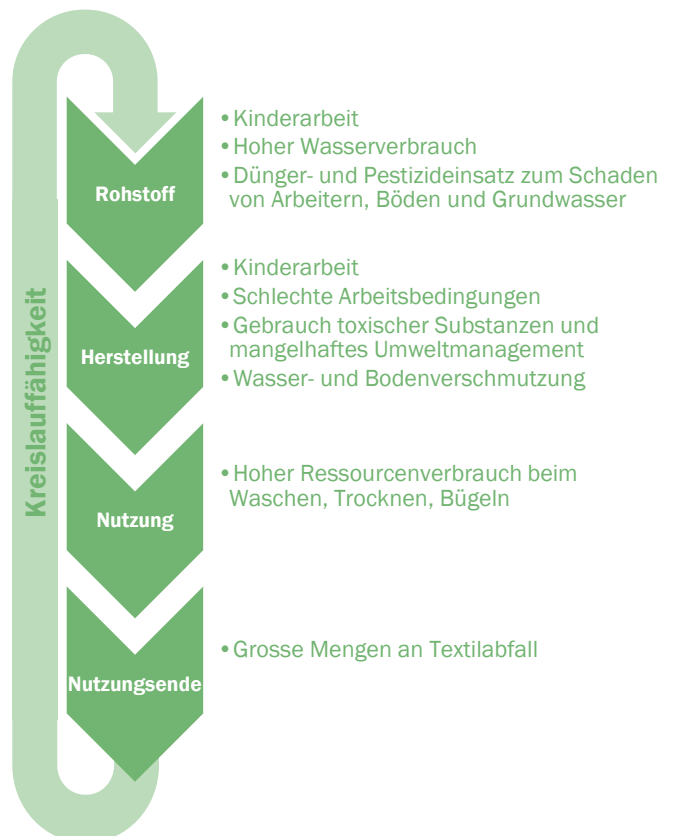 Kreislauffähigkeit
Rohstoff
•Kinderarbeit
•Hoher Wasserverbrauch
•Dünger- und Pestizideinsatz zum Schaden
von Arbeitern, Böden und Grundwasser
Herstellung
•Kinderarbeit
•Schlechte Arbeitsbedingungen
•Gebrauch toxischer Substanzen und
mangelhaftes Umweltmanagement
•Wasser- und Bodenverschmutzung
Nutzung
•Hoher Ressourcenverbrauch beim
Waschen, Trocknen, Bügeln
Nutzungsende
•Grosse Mengen an Textilabfall